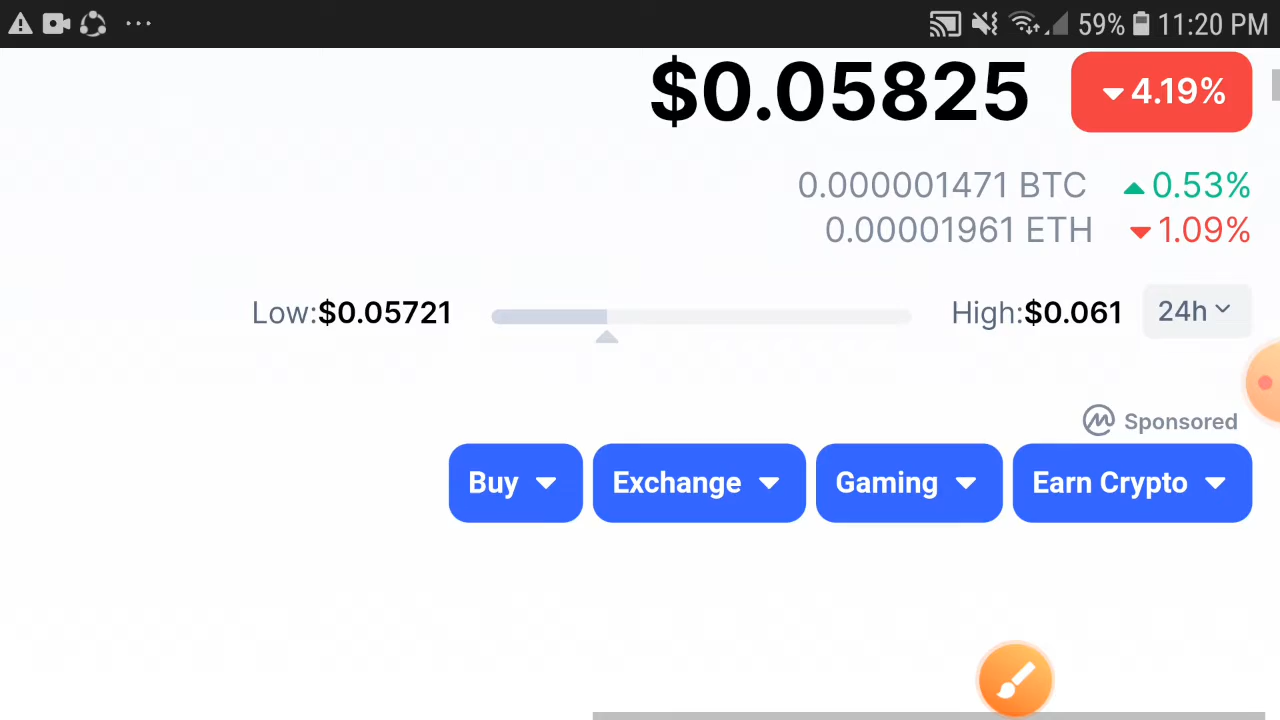 59% 11:20 PM
$0.05825 4.19%
0.000001471 BTC 0.53%
0.00001961 ETH 1.09%
Low:$0.05721 High:$0.061 24h
Sponsored
Buy Exchange Gaming Earn Crypto